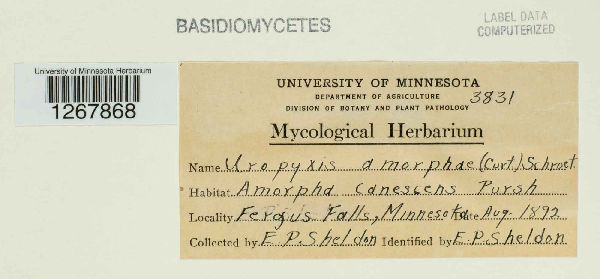 BASIDIOMYCETES
LABEL DATA
COMPUTERIZED
University of Minnesota Herbarium
1267868
UNIVERSITY OF MINNESOTA
DEPARTMENT OF AGRICULTURE
DIVISION OF BOTANY AND PLANT PATHOLOGY
3831
Mycological Herbarium
Name Uropyxis amorphae (Curt) Schroet
Habitat Amorpha canescens Pursh
Locality Fergus Falls, Minnesota Date Aug. 1892
Collected by E.P. Sheldon Identified by E.P. Sheldon